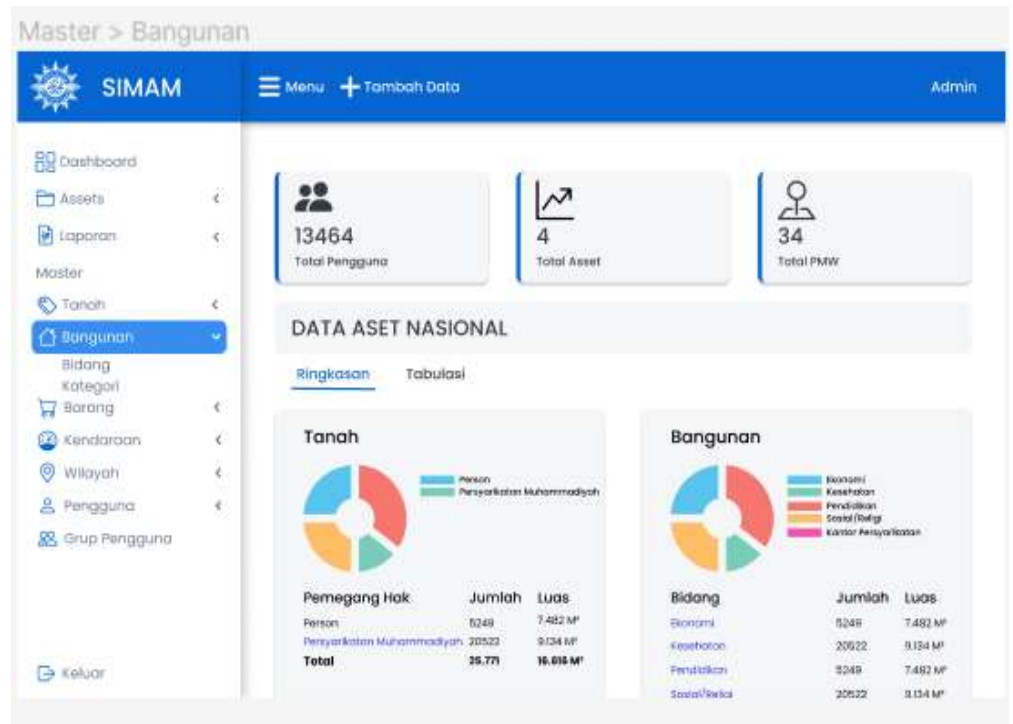 Master > Bangunan
SIMAM
Menu
Tambah Data
Admin
Dashboard
Assets
Laporan
Master
Tanah
Bangunan
Bidang
Kategori
Barang
Kendaraan
Wilayah
Pengguna
Grup Pengguna
Keluar
13464
Total Pengguna
4
Total Asset
34
Total PMW
DATA ASET NASIONAL
Ringkasan Tabulasi
Tanah
Person
Persyarikatan Muhammadiyah
Pemegang Hak Jumlah Luas
Person 5249 7.482 M²
Persyarikatan Muhammadiyah 20522 9.134 M²
Total 25.771 16.616 M²
Bangunan
Ekonomi
Kesehatan
Pendidikan
Sosial/Religi
Kantor Persyarikatan
Bidang Jumlah Luas
Ekonomi 5249 7.482 M²
Kesehatan 20522 9.134 M²
Pendidikan 5249 7.482 M²
Sosial/Religi 20522 9.134 M²